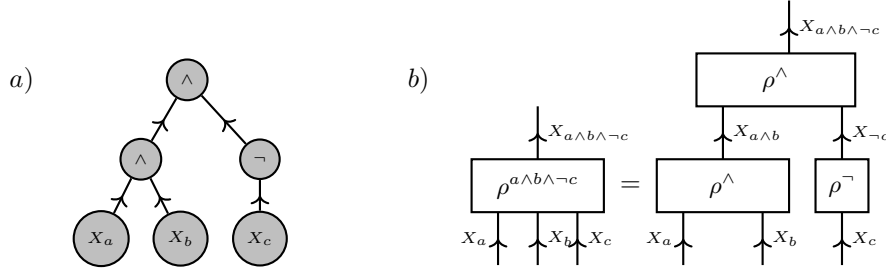 X_{a∧b∧¬c}
a)
b)
∧
ρ^∧
X_{a∧b∧¬c}
X_{a∧b}
X_{¬c}
∧
¬
ρ^{a∧b∧¬c}
=
ρ^∧
ρ^¬
X_a
X_b
X_c
X_a
X_b
X_c
X_a
X_b
X_c